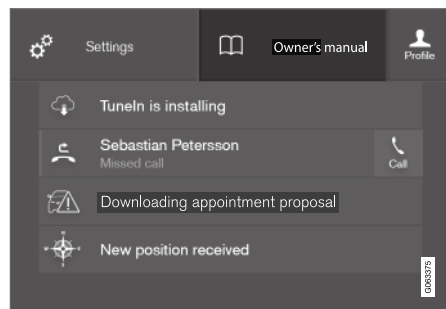 Settings
Owner's manual
Profile
TuneIn is installing
Sebastian Petersson
Missed call
Call
Downloading appointment proposal
New position received
G063375